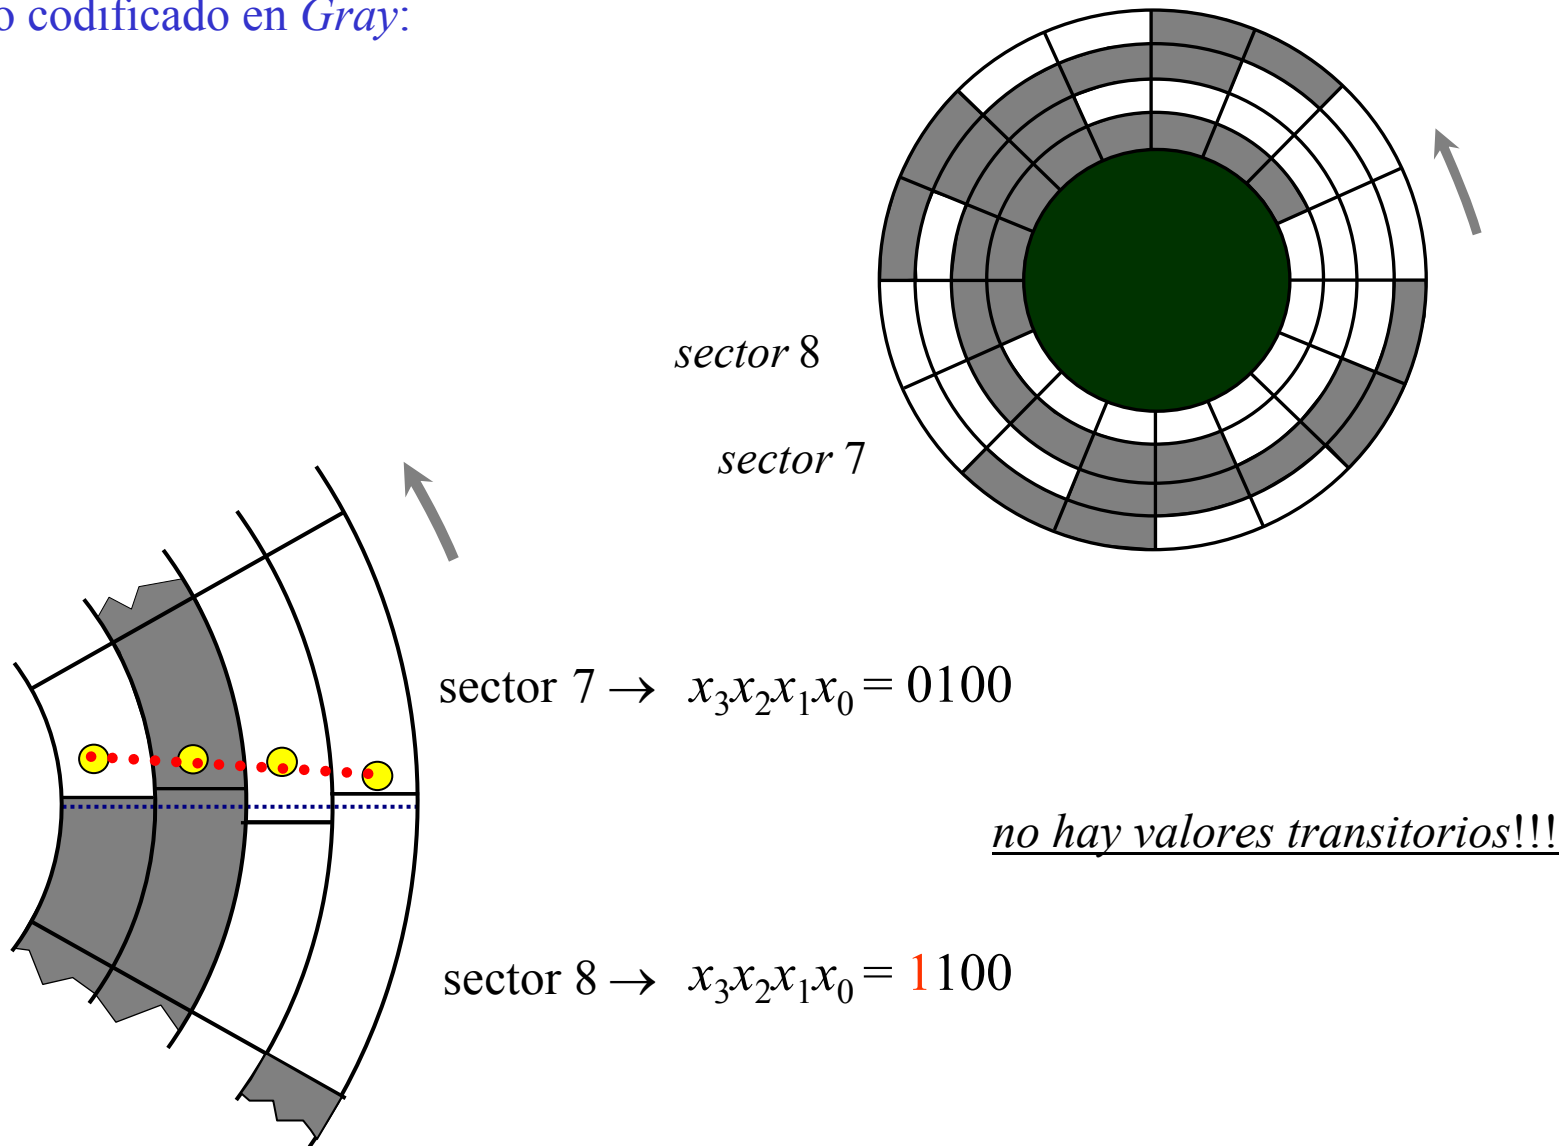 o codificado en Gray:
sector 8
sector 7
sector 7 → x₃x₂x₁x₀ = 0100
no hay valores transitorios!!!
sector 8 → x₃x₂x₁x₀ = 1100